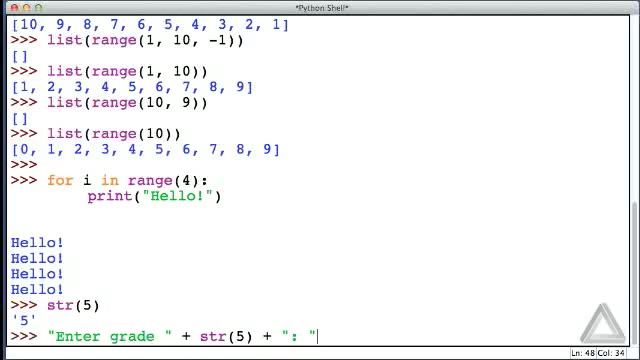 *Python Shell*
[10, 9, 8, 7, 6, 5, 4, 3, 2, 1]
>>> list(range(1, 10, -1))
[]
>>> list(range(1, 10))
[1, 2, 3, 4, 5, 6, 7, 8, 9]
>>> list(range(10, 9))
[]
>>> list(range(10))
[0, 1, 2, 3, 4, 5, 6, 7, 8, 9]
>>>
>>> for i in range(4):
print("Hello!")
Hello!
Hello!
Hello!
Hello!
>>> str(5)
'5'
>>> "Enter grade " + str(5) + ": "
Ln: 48 Col: 34